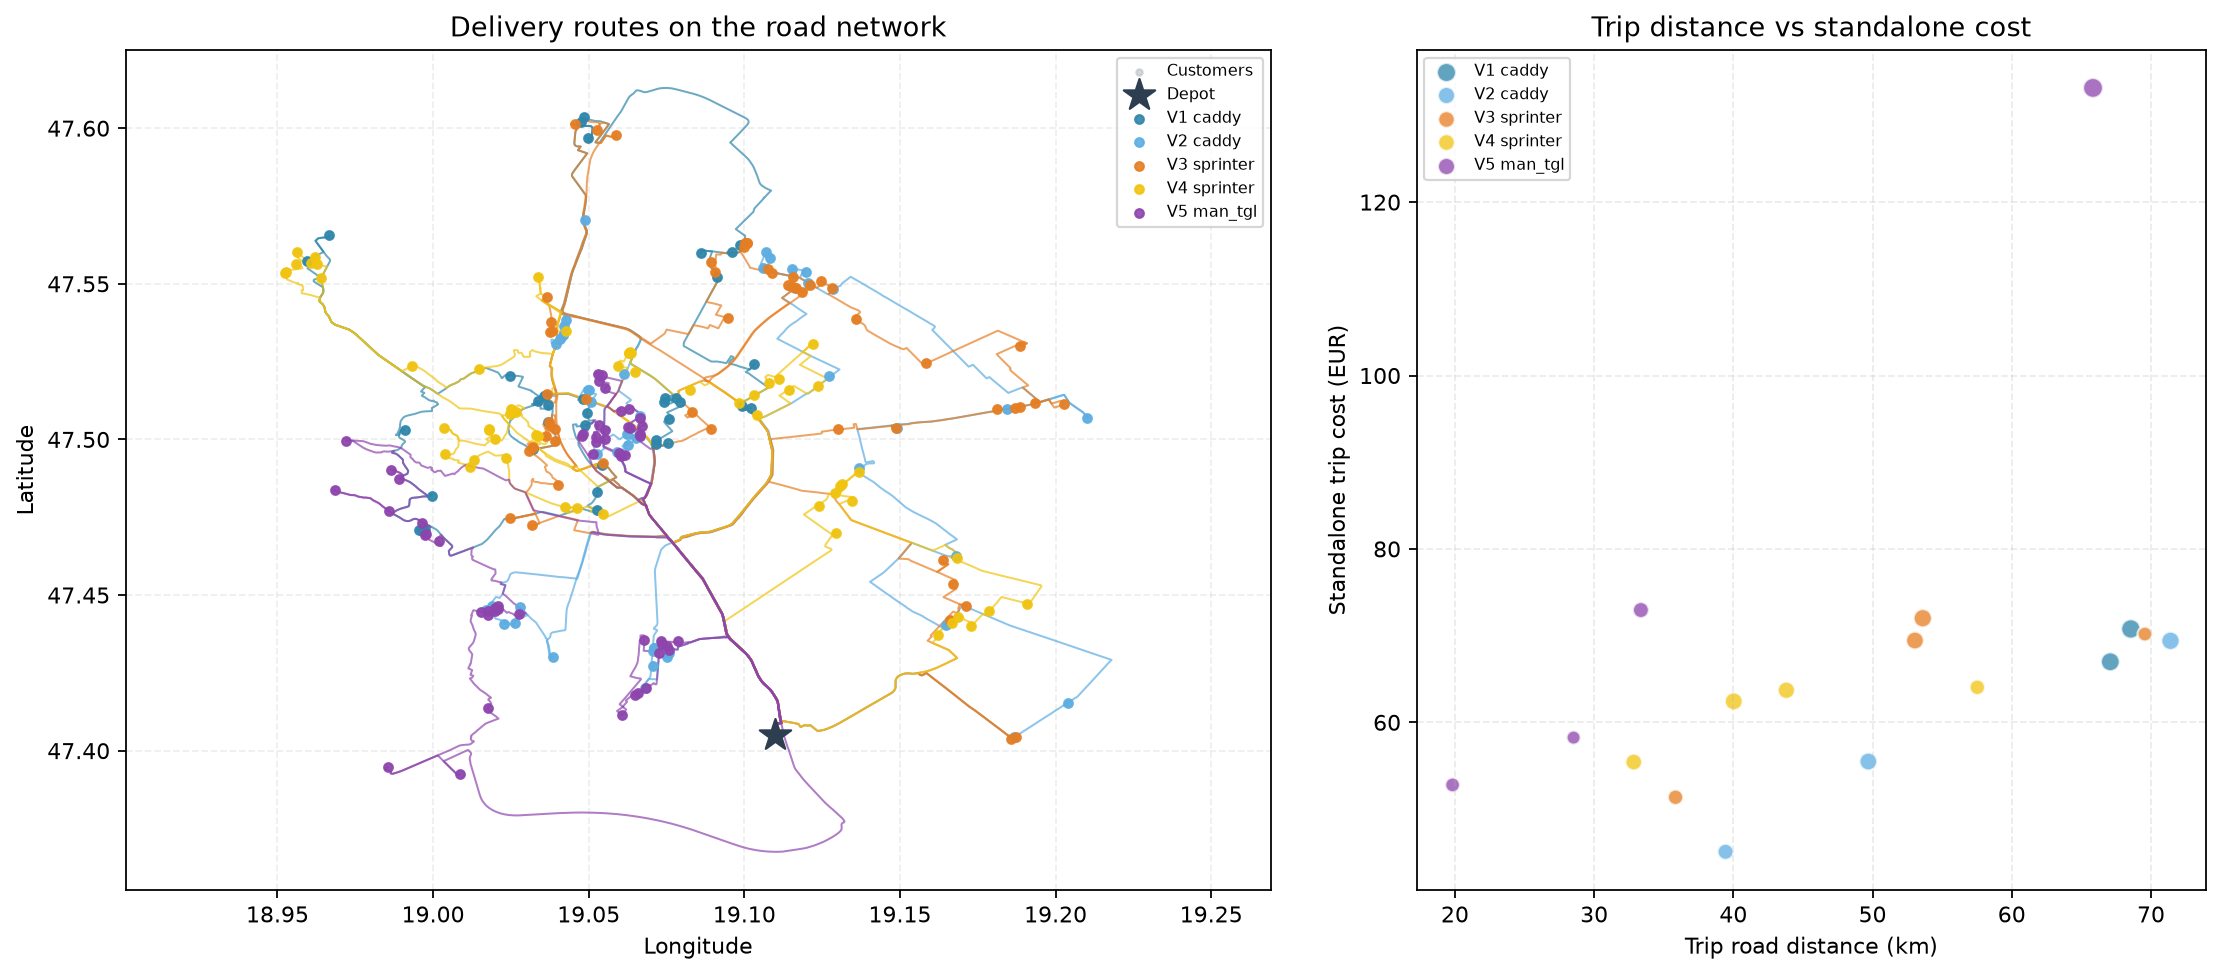 Delivery routes on the road network
Latitude
47.60
47.55
47.50
47.45
47.40
18.95
19.00
19.05
19.10
19.15
19.20
19.25
Longitude
Customers
Depot
V1 caddy
V2 caddy
V3 sprinter
V4 sprinter
V5 man_tgl
Trip distance vs standalone cost
Standalone trip cost (EUR)
120
100
80
60
20
30
40
50
60
70
Trip road distance (km)
V1 caddy
V2 caddy
V3 sprinter
V4 sprinter
V5 man_tgl